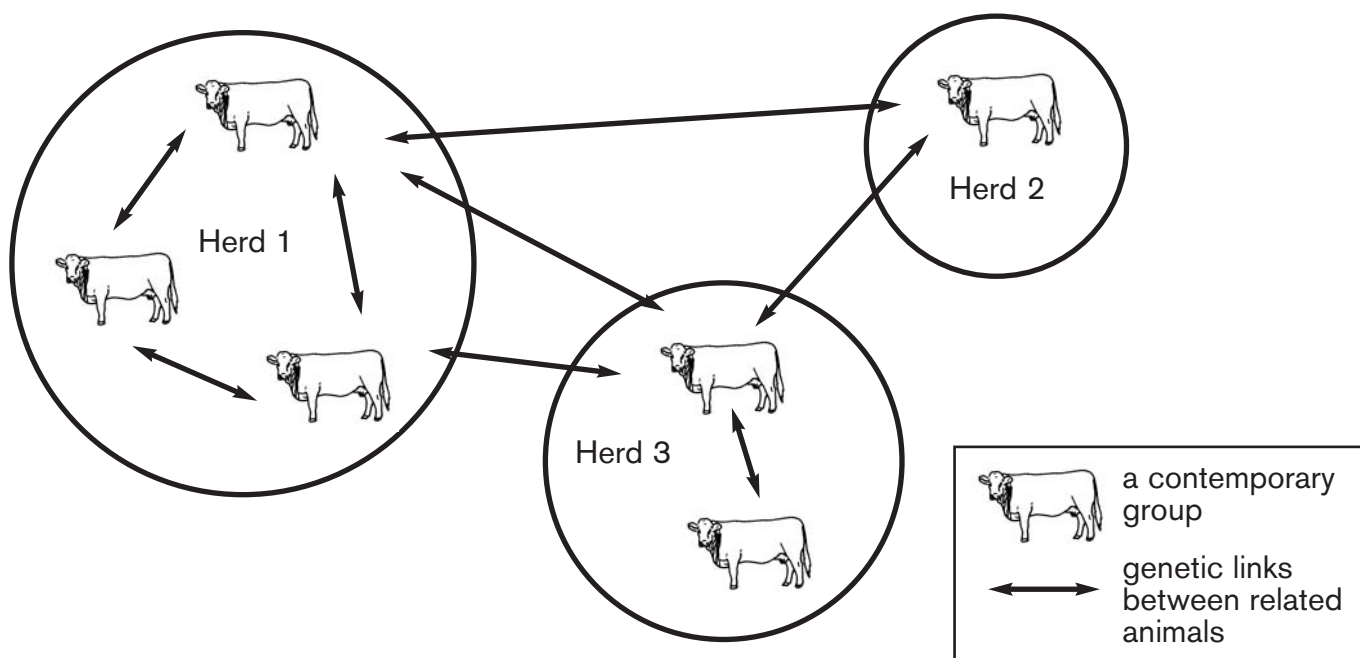 Herd 1
Herd 2
Herd 3
a contemporary
group
genetic links
between related
animals